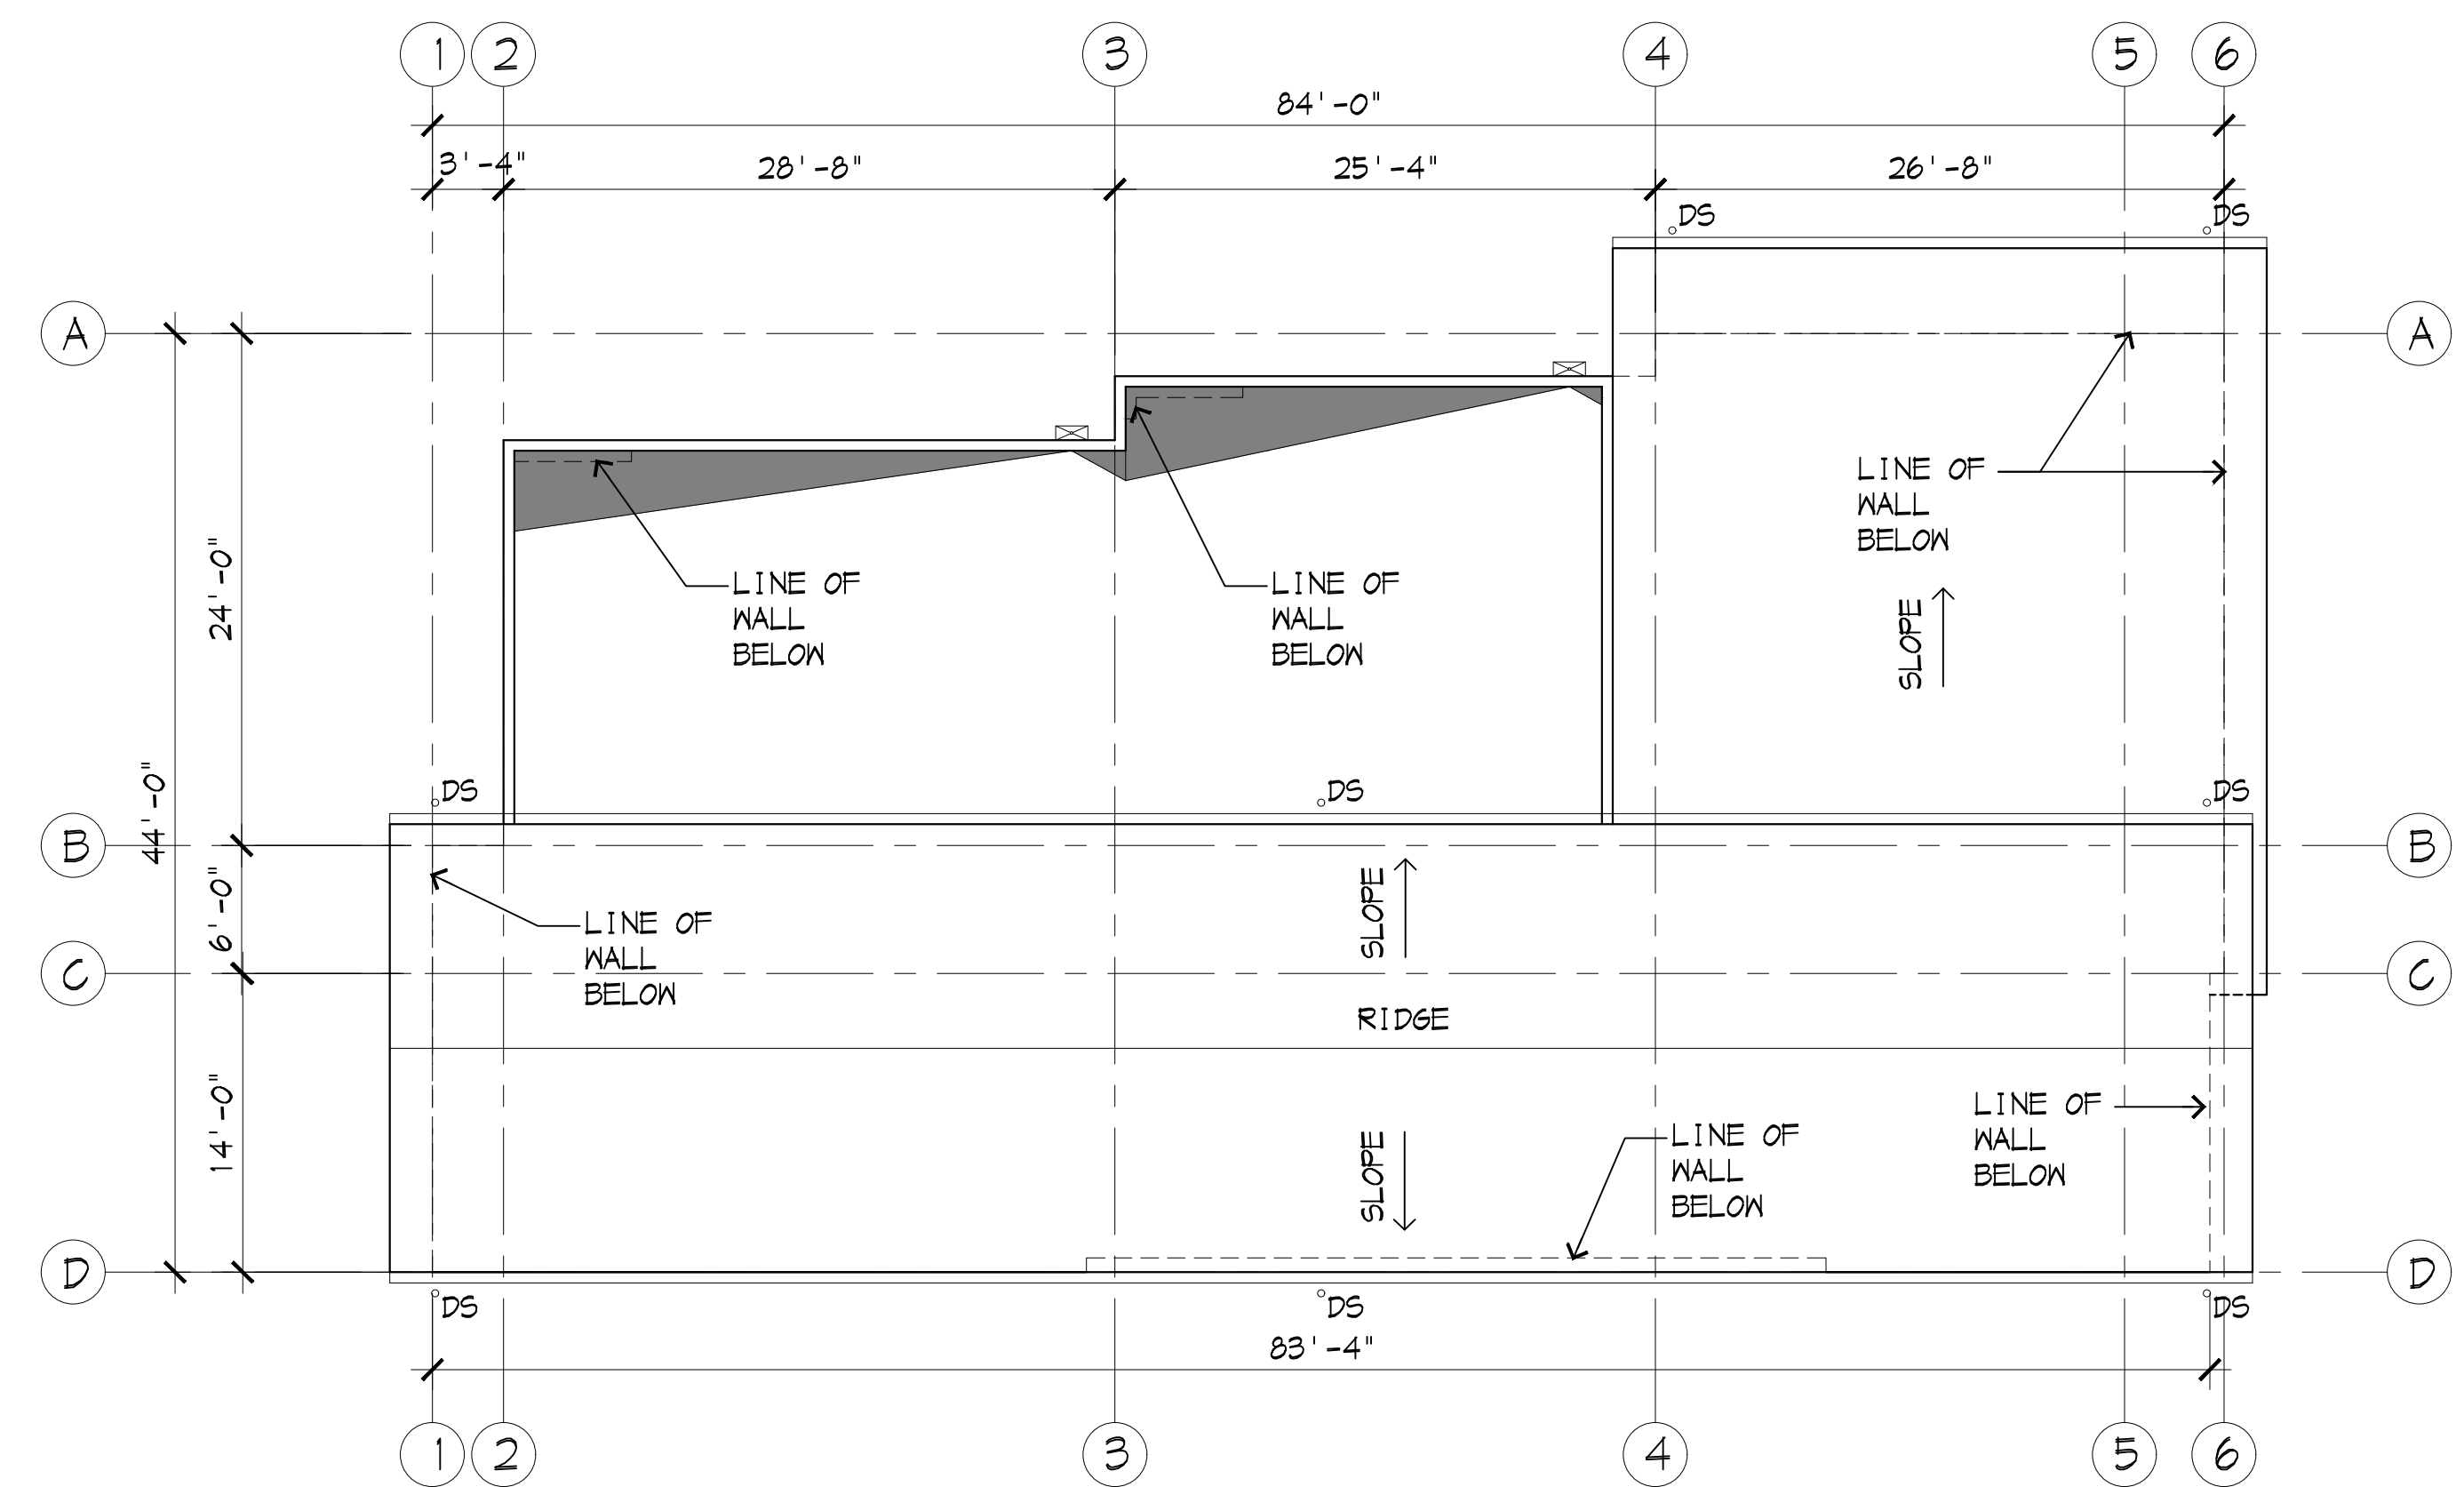 1 2 3 4 5 6
84'-0"
3'-4" 28'-8" 25'-4" 26'-8"
DS DS
A A
LINE OF
WALL
BELOW
SLOPE
LINE OF
WALL
BELOW
LINE OF
WALL
BELOW
24'-0"
44'-0"
DS DS DS
B B
6'-0"
SLOPE
LINE OF
WALL
BELOW
C C
RIDGE
14'-0"
SLOPE
LINE OF
WALL
BELOW
LINE OF
WALL
BELOW
D D
DS DS DS
83'-4"
1 2 3 4 5 6